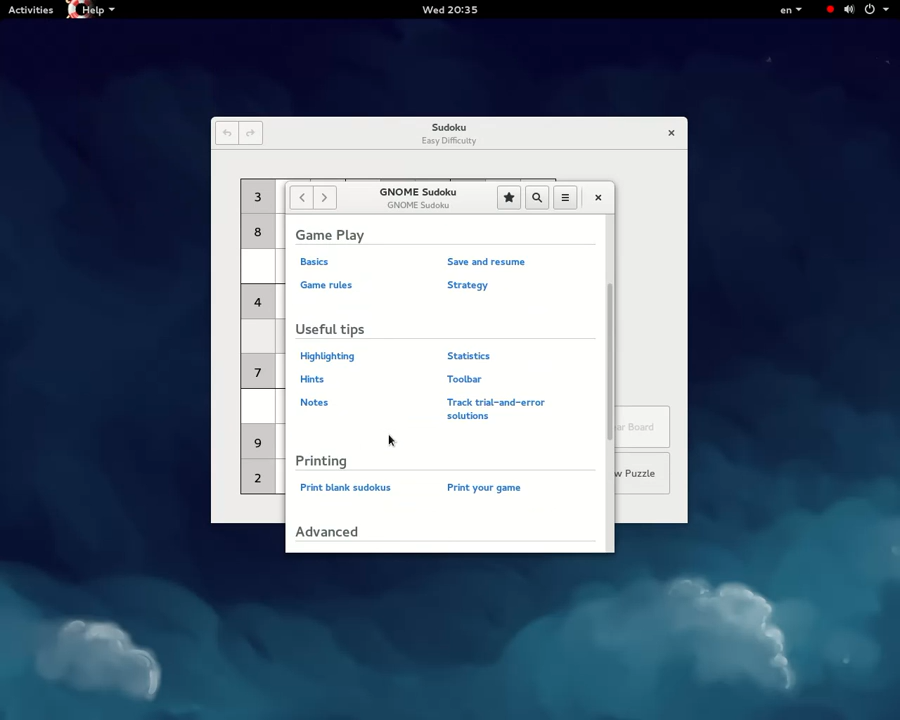 Activities Help Wed 20:35 en
Sudoku
Easy Difficulty
3
8
4
7
9
2
GNOME Sudoku
GNOME Sudoku
Game Play
Basics Save and resume
Game rules Strategy
Useful tips
Highlighting Statistics
Hints Toolbar
Notes Track trial-and-error
solutions
Printing
Print blank sudokus Print your game
Advanced
Board
Puzzle